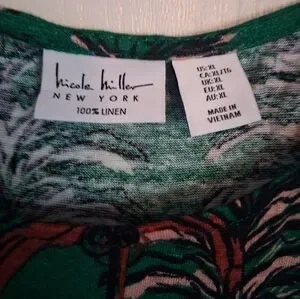 Nicole Miller
NEW YORK
100% LINEN
US:XL
CA:XL/TG
UK:XL
EU:XL
AU:XL
MADE IN
VIETNAM